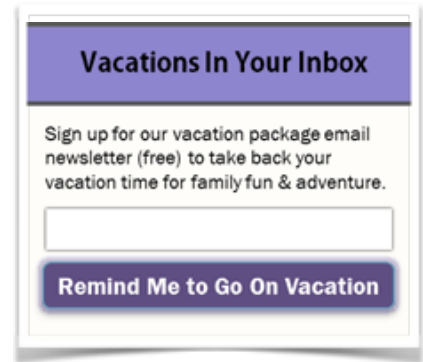 Vacations In Your Inbox
Sign up for our vacation package email
newsletter (free) to take back your
vacation time for family fun & adventure.
Remind Me to Go On Vacation